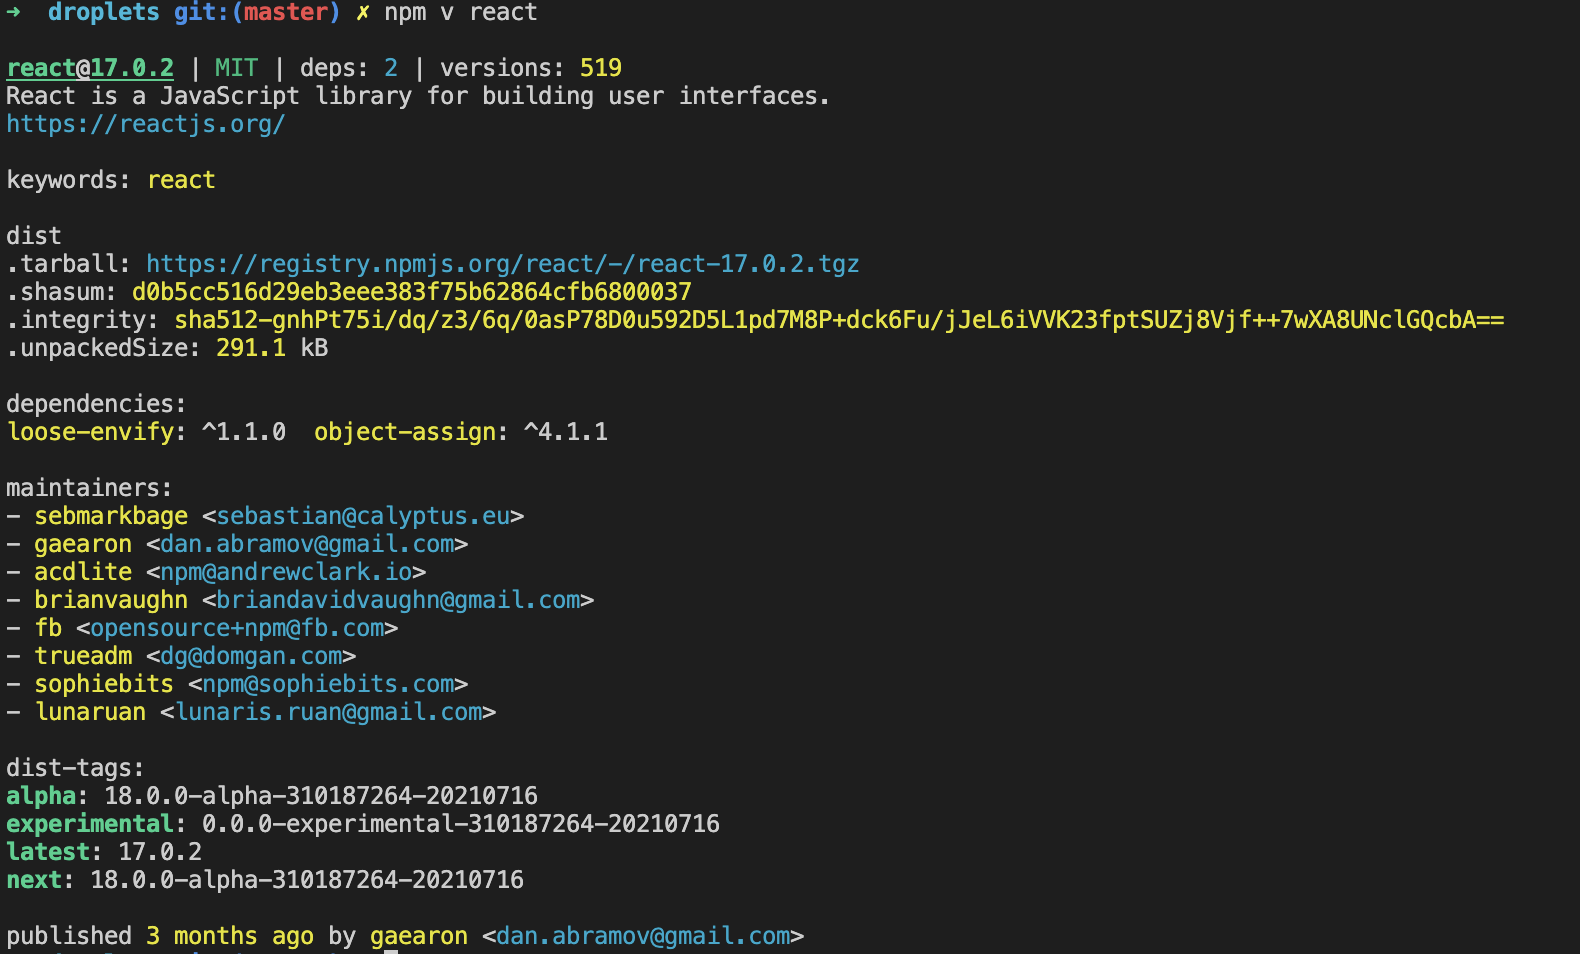 → droplets git:(master) ✗ npm v react
react@17.0.2 | MIT | deps: 2 | versions: 519
React is a JavaScript library for building user interfaces.
https://reactjs.org/
keywords: react
dist
.tarball: https://registry.npmjs.org/react/-/react-17.0.2.tgz
.shasum: d0b5cc516d29eb3eee383f75b62864cfb6800037
.integrity: sha512-gnhPt75i/dq/z3/6q/0asP78D0u592D5L1pd7M8P+dck6Fu/jJeL6iVVK23fptSUZj8Vjf++7wXA8UNclGQcbA==
.unpackedSize: 291.1 kB
dependencies:
loose-envify: ^1.1.0  object-assign: ^4.1.1
maintainers:
- sebmarkbage <sebastian@calyptus.eu>
- gaearon <dan.abramov@gmail.com>
- acdlite <npm@andrewclark.io>
- brianvaughn <briandavidvaughn@gmail.com>
- fb <opensource+npm@fb.com>
- trueadm <dg@domgan.com>
- sophiebits <npm@sophiebits.com>
- lunaruan <lunaris.ruan@gmail.com>
dist-tags:
alpha: 18.0.0-alpha-310187264-20210716
experimental: 0.0.0-experimental-310187264-20210716
latest: 17.0.2
next: 18.0.0-alpha-310187264-20210716
published 3 months ago by gaearon <dan.abramov@gmail.com>